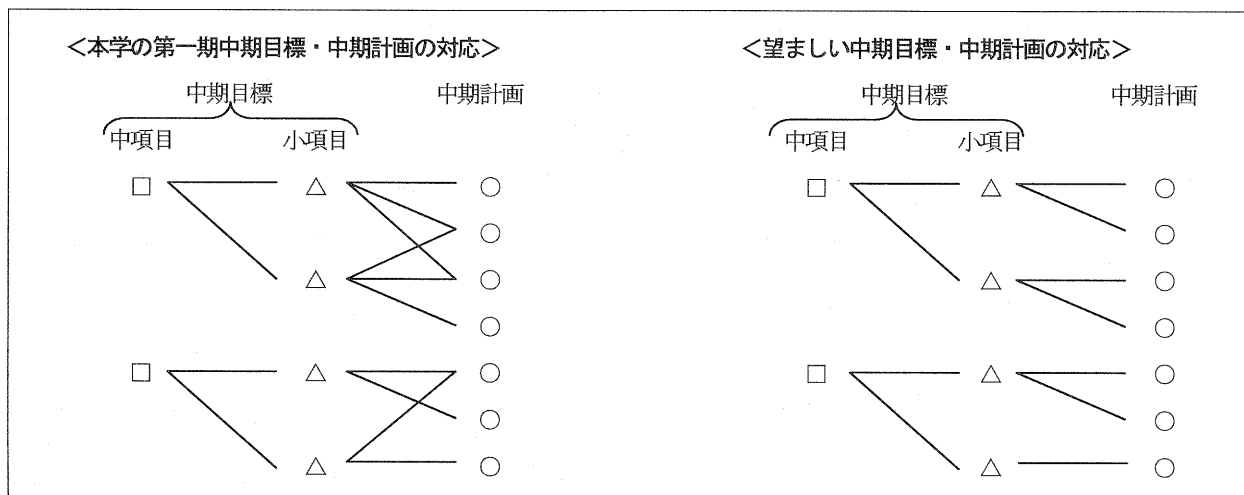 ＜本学の第一期中期目標・中期計画の対応＞
中期目標
中期計画
中項目
小項目
＜望ましい中期目標・中期計画の対応＞
中期目標
中期計画
中項目
小項目